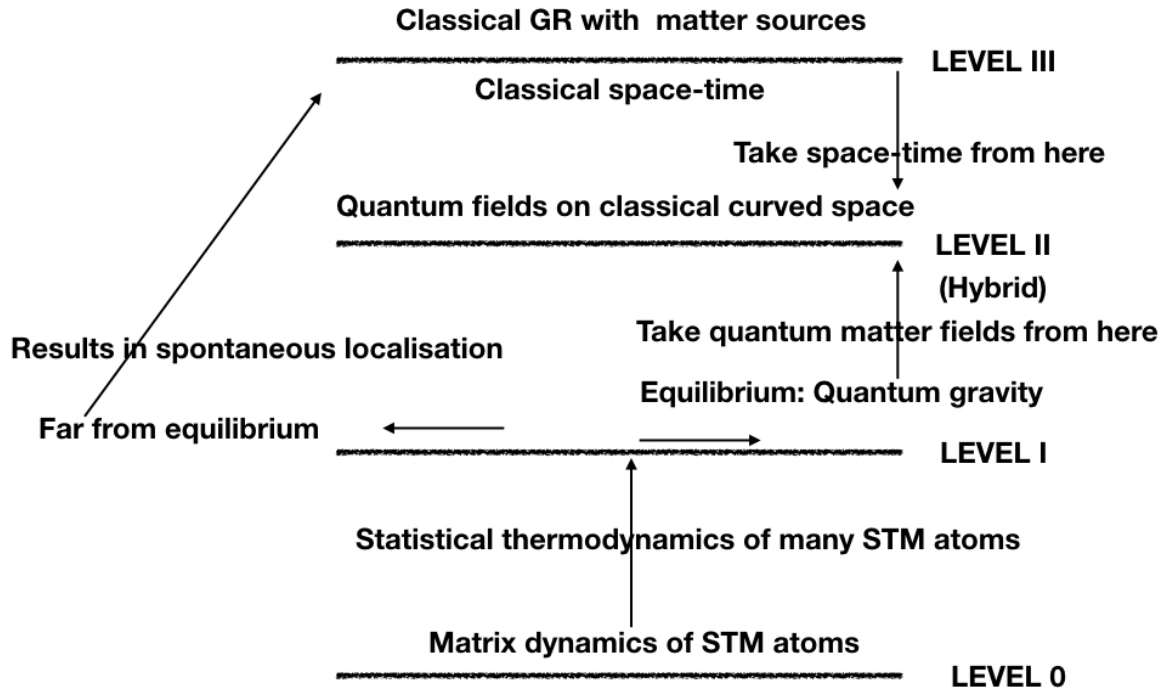 Classical GR with matter sources
LEVEL III
Classical space-time
Take space-time from here
Quantum fields on classical curved space
LEVEL II
(Hybrid)
Take quantum matter fields from here
Results in spontaneous localisation
Equilibrium: Quantum gravity
Far from equilibrium
LEVEL I
Statistical thermodynamics of many STM atoms
Matrix dynamics of STM atoms
LEVEL 0